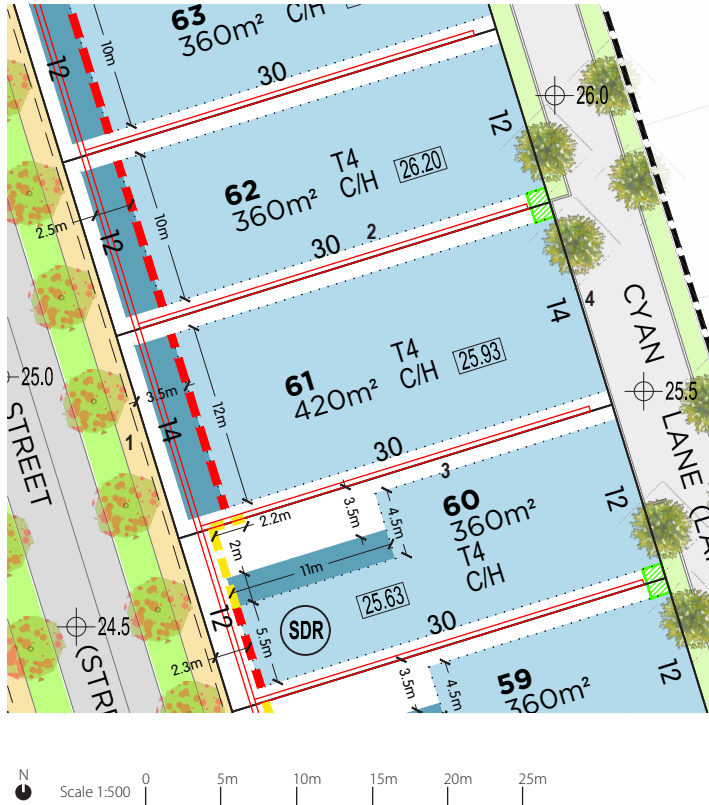 63
360m²
C/H
10m
12
30
26.0
12
62
360m²
T4
C/H
26.20
2.5m
12
10m
30
2
14
4
CYAN
LANE (LA
25.0
STREET
61
420m²
T4
C/H
25.93
3.5m
14
12m
1
30
3
25.5
2.2m
3.5m
4.5m
60
360m²
T4
C/H
12
2m
11m
25.63
SDR
12
5.5m
30
24.5
(STRE
2.3m
3.5m
4.5m
59
360m²
12
N
Scale 1:500
0 5m 10m 15m 20m 25m